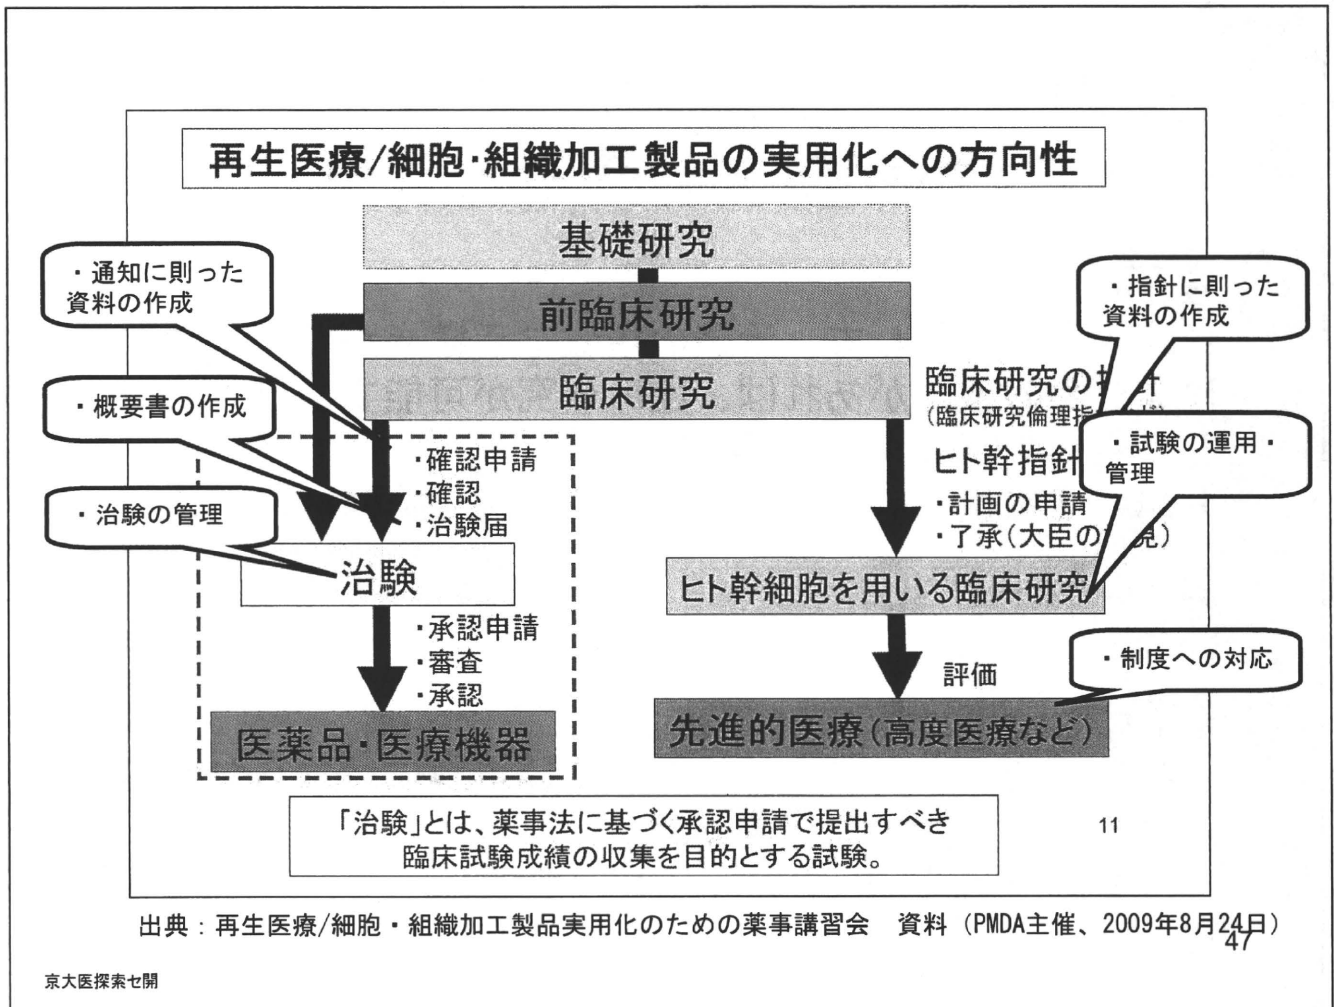 再生医療/細胞・組織加工製品の実用化への方向性
基礎研究
前臨床研究
臨床研究
・通知に則った
資料の作成
・概要書の作成
・治験の管理
・確認申請
・確認
・治験届
治験
・承認申請
・審査
・承認
医薬品・医療機器
・指針に則った
資料の作成
臨床研究の指針
(臨床研究倫理指
ヒト幹指針
・計画の申請
・了承(大臣の
見)
・試験の運用・
管理
ヒト幹細胞を用いる臨床研究
評価
・制度への対応
先進的医療(高度医療など)
「治験」とは、薬事法に基づく承認申請で提出すべき
臨床試験成績の収集を目的とする試験。
11
出典：再生医療/細胞・組織加工製品実用化のための薬事講習会 資料（PMDA主催、2009年8月24日）
47
京大医探索セ開